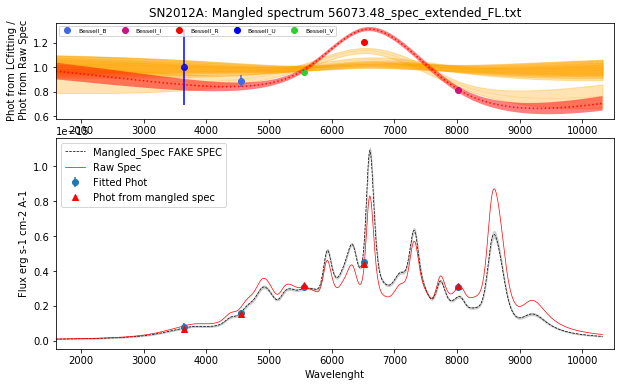 SN2012A: Mangled spectrum 56073.48_spec_extended_FL.txt
Phot from LCfitting /
Phot from Raw Spec
1.2
1.0
0.8
0.6
Bessell_B
Bessell_I
Bessell_R
Bessell_U
Bessell_V
2000 3000 4000 5000 6000 7000 8000 9000 10000
Flux erg s-1 cm-2 A-1
1.0
0.8
0.6
0.4
0.2
0.0
Mangled_Spec FAKE SPEC
Raw Spec
Fitted Phot
Phot from mangled spec
2000 3000 4000 5000 6000 7000 8000 9000 10000
Wavelenght